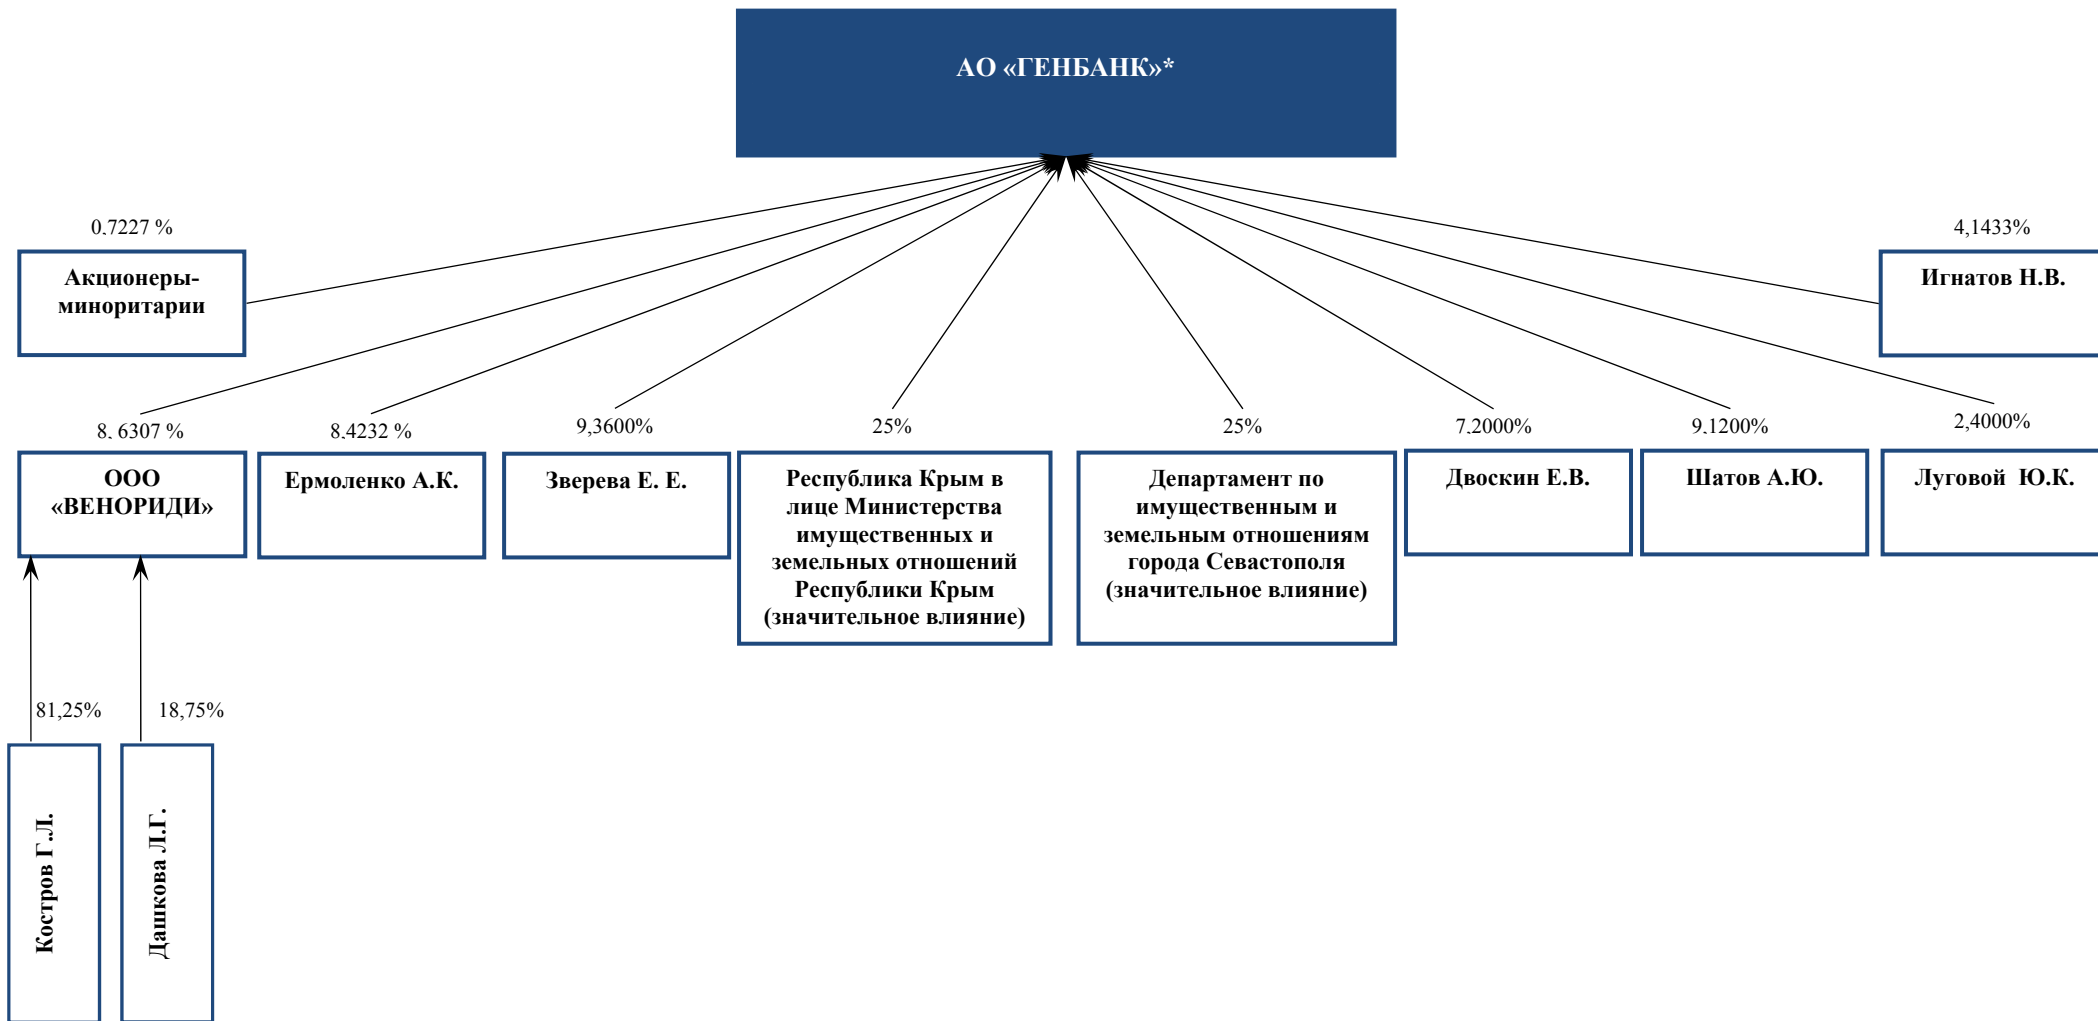 АО «ГЕНБАНК»*
0,7227 %
Акционеры-
миноритарии
4,1433%
Игнатов Н.В.
8, 6307 %
ООО
«ВЕНОРИДИ»
8,4232 %
Ермоленко А.К.
9,3600%
Зверева Е. Е.
25%
Республика Крым в
лице Министерства
имущественных и
земельных отношений
Республики Крым
(значительное влияние)
25%
Департамент по
имущественным и
земельным отношениям
города Севастополя
(значительное влияние)
7,2000%
Двоскин Е.В.
9,1200%
Шатов А.Ю.
2,4000%
Луговой Ю.К.
81,25%
Костров Г.Л.
18,75%
Дашкова Л.Г.